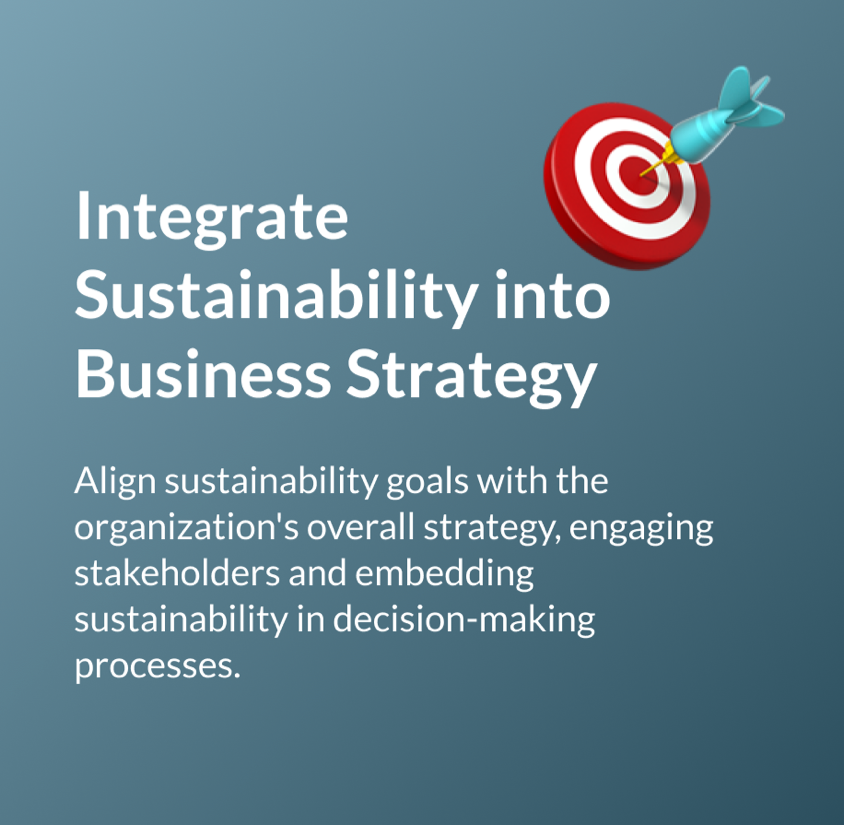 Integrate
Sustainability into
Business Strategy
Align sustainability goals with the
organization's overall strategy, engaging
stakeholders and embedding
sustainability in decision-making
processes.